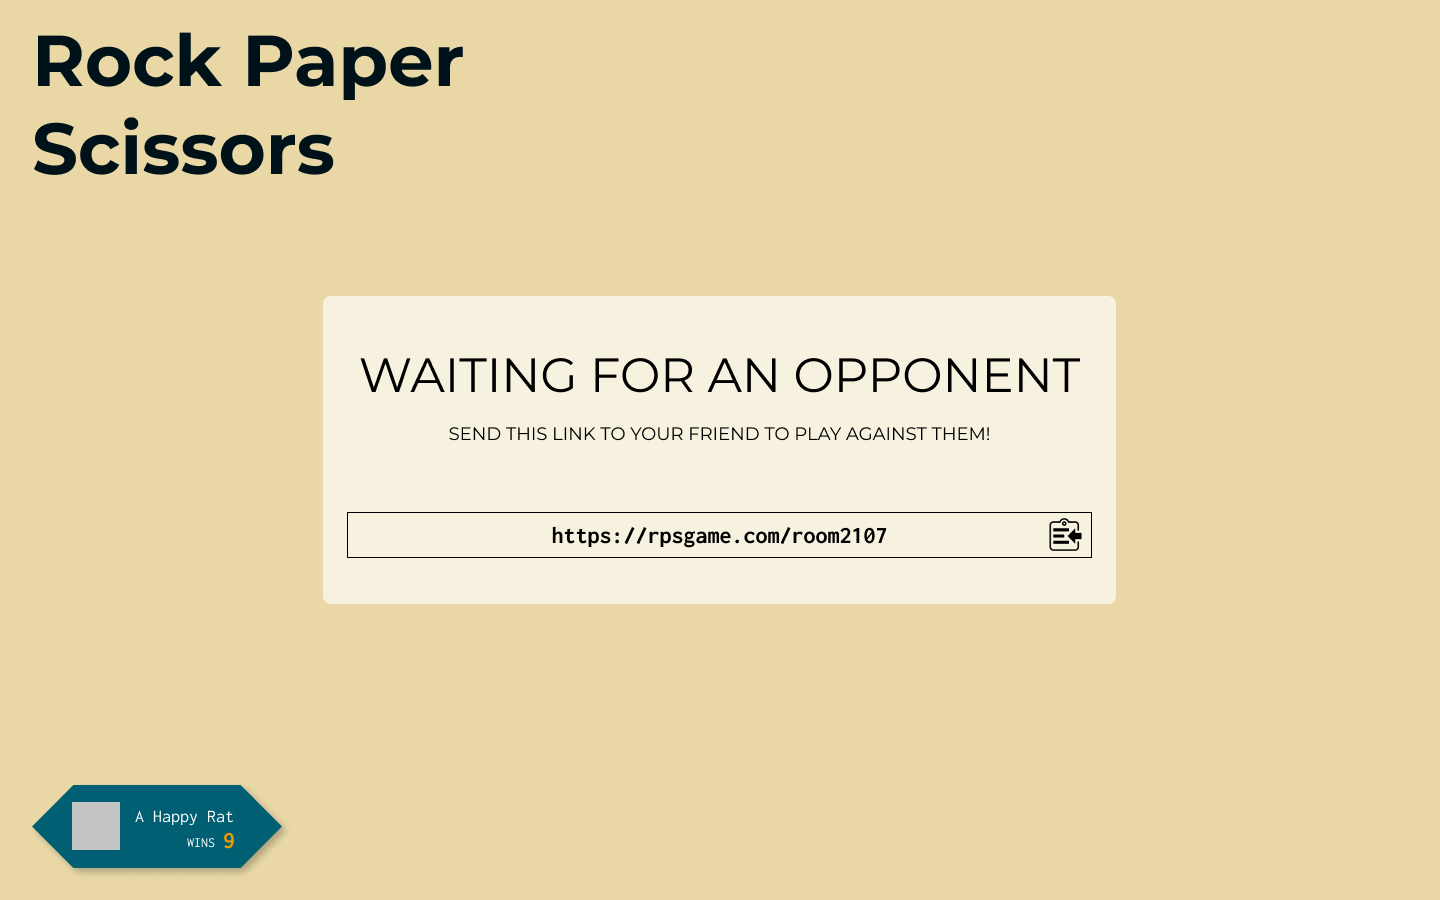 Rock Paper
Scissors
WAITING FOR AN OPPONENT
SEND THIS LINK TO YOUR FRIEND TO PLAY AGAINST THEM!
https://rpsgame.com/room2107
A Happy Rat
WINS 9